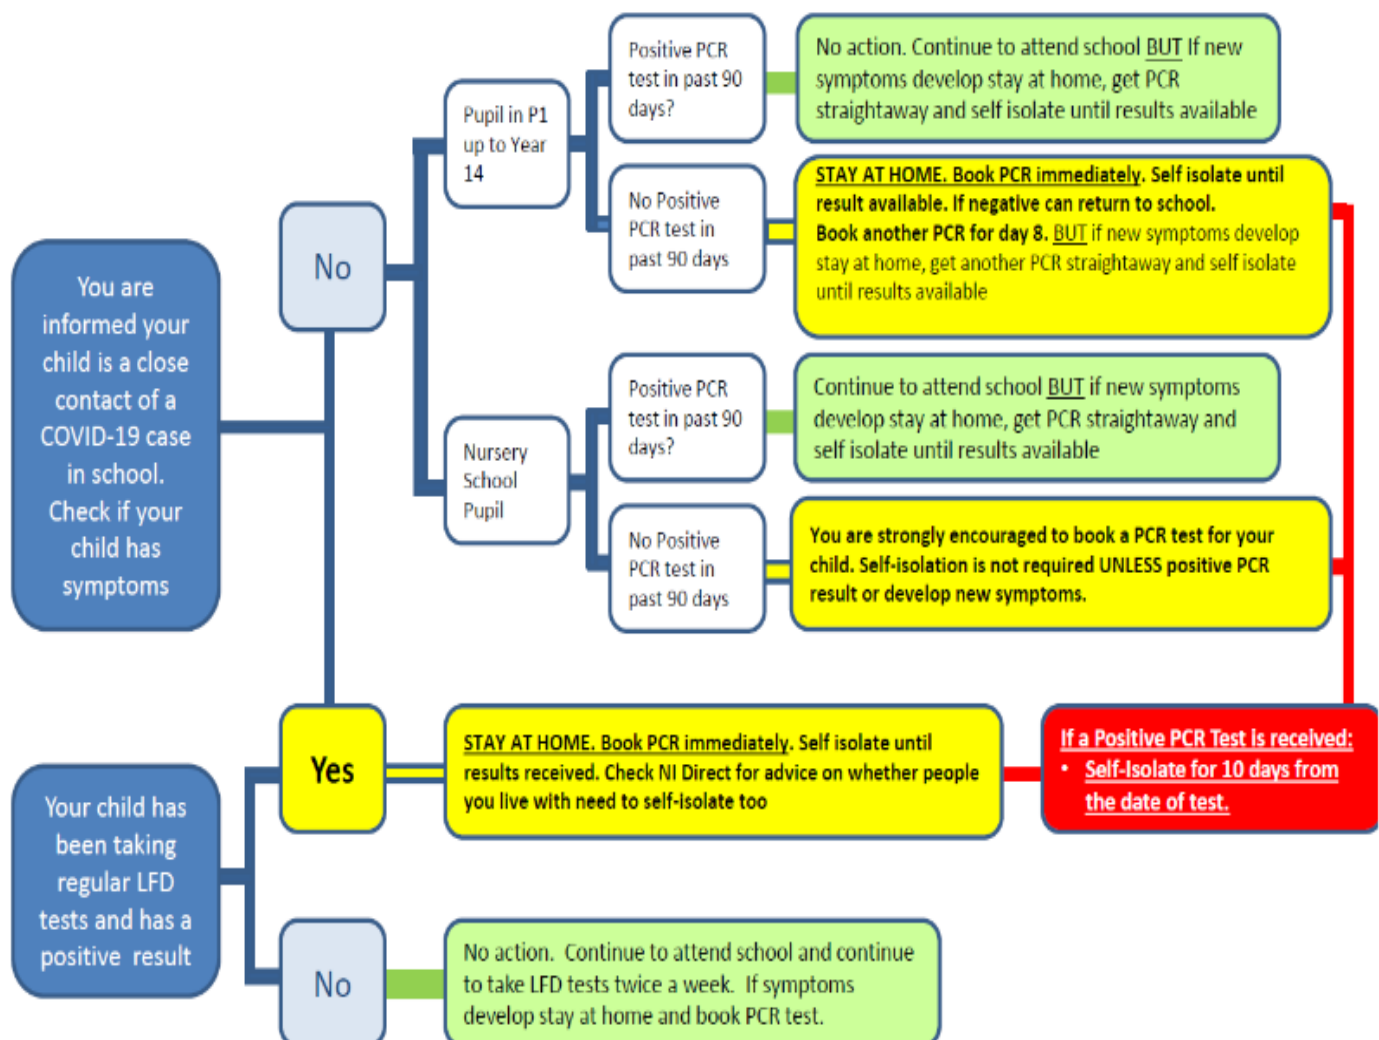 You are
informed your
child is a close
contact of a
COVID-19 case
in school.
Check if your
child has
symptoms
No
Pupil in P1
up to Year
14
Positive PCR
test in past 90
days?
No action. Continue to attend school BUT If new
symptoms develop stay at home, get PCR
straightaway and self isolate until results available
No Positive
PCR test in
past 90 days
STAY AT HOME. Book PCR immediately. Self isolate until
result available. If negative can return to school.
Book another PCR for day 8. BUT if new symptoms develop
stay at home, get another PCR straightaway and self isolate
until results available
Nursery
School
Pupil
Positive PCR
test in past 90
days?
Continue to attend school BUT if new symptoms
develop stay at home, get PCR straightaway and
self isolate until results available
No Positive
PCR test in
past 90 days
You are strongly encouraged to book a PCR test for your
child. Self-isolation is not required UNLESS positive PCR
result or develop new symptoms.
Yes
STAY AT HOME. Book PCR immediately. Self isolate until
results received. Check NI Direct for advice on whether people
you live with need to self-isolate too
If a Positive PCR Test is received:
• Self-Isolate for 10 days from
the date of test.
Your child has
been taking
regular LFD
tests and has a
positive result
No
No action. Continue to attend school and continue
to take LFD tests twice a week. If symptoms
develop stay at home and book PCR test.